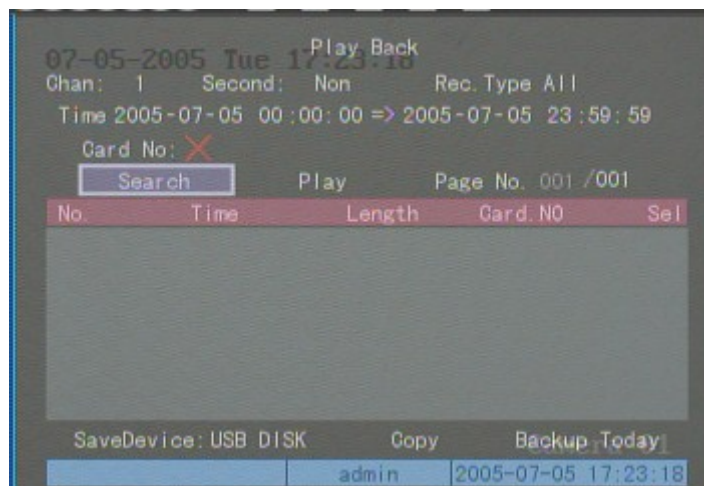 Play Back
07-05-2005 Tue 17:23:18
Chan: 1 Second: Non Rec.Type All
Time 2005-07-05 00:00:00 => 2005-07-05 23:59:59
Card No:
Search Play Page No. 001 /001
No. Time Length Card.NO Sel
SaveDevice:USB DISK Copy Backup Today
Camera 01
admin 2005-07-05 17:23:18